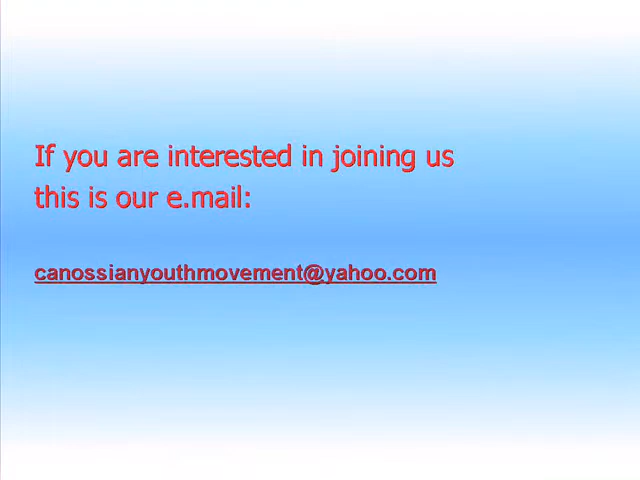 If you are interested in joining us
this is our e.mail:
canossianyouthmovement@yahoo.com